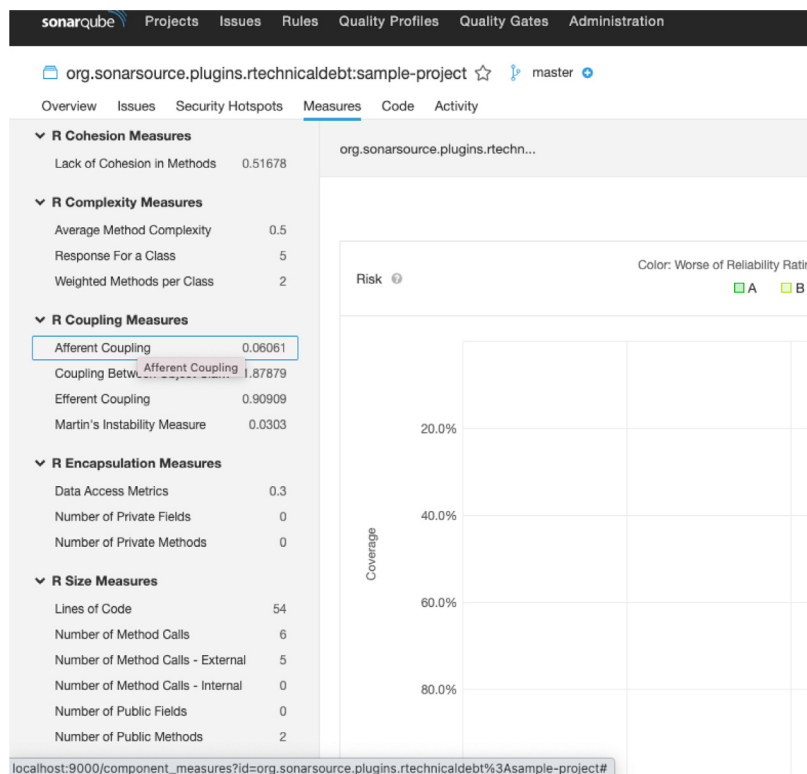 sonarqube Projects Issues Rules Quality Profiles Quality Gates Administration
org.sonarsource.plugins.rtechnicaldebt:sample-project master
Overview Issues Security Hotspots Measures Code Activity
R Cohesion Measures
Lack of Cohesion in Methods 0.51678
R Complexity Measures
Average Method Complexity 0.5
Response For a Class 5
Weighted Methods per Class 2
R Coupling Measures
Afferent Coupling 0.06061
Afferent Coupling
Coupling .87879
Efferent Coupling 0.90909
Martin's Instability Measure 0.0303
R Encapsulation Measures
Data Access Metrics 0.3
Number of Private Fields 0
Number of Private Methods 0
R Size Measures
Lines of Code 54
Number of Method Calls 6
Number of Method Calls - External 5
Number of Method Calls - Internal 0
Number of Public Fields 0
Number of Public Methods 2
localhost:9000/component_measures?id=org.sonarsource.plugins.rtechnicaldebt%3Asample-project#
org.sonarsource.plugins.rtechn...
Risk
Color: Worse of Reliability
A B
20.0%
40.0%
60.0%
80.0%
Coverage